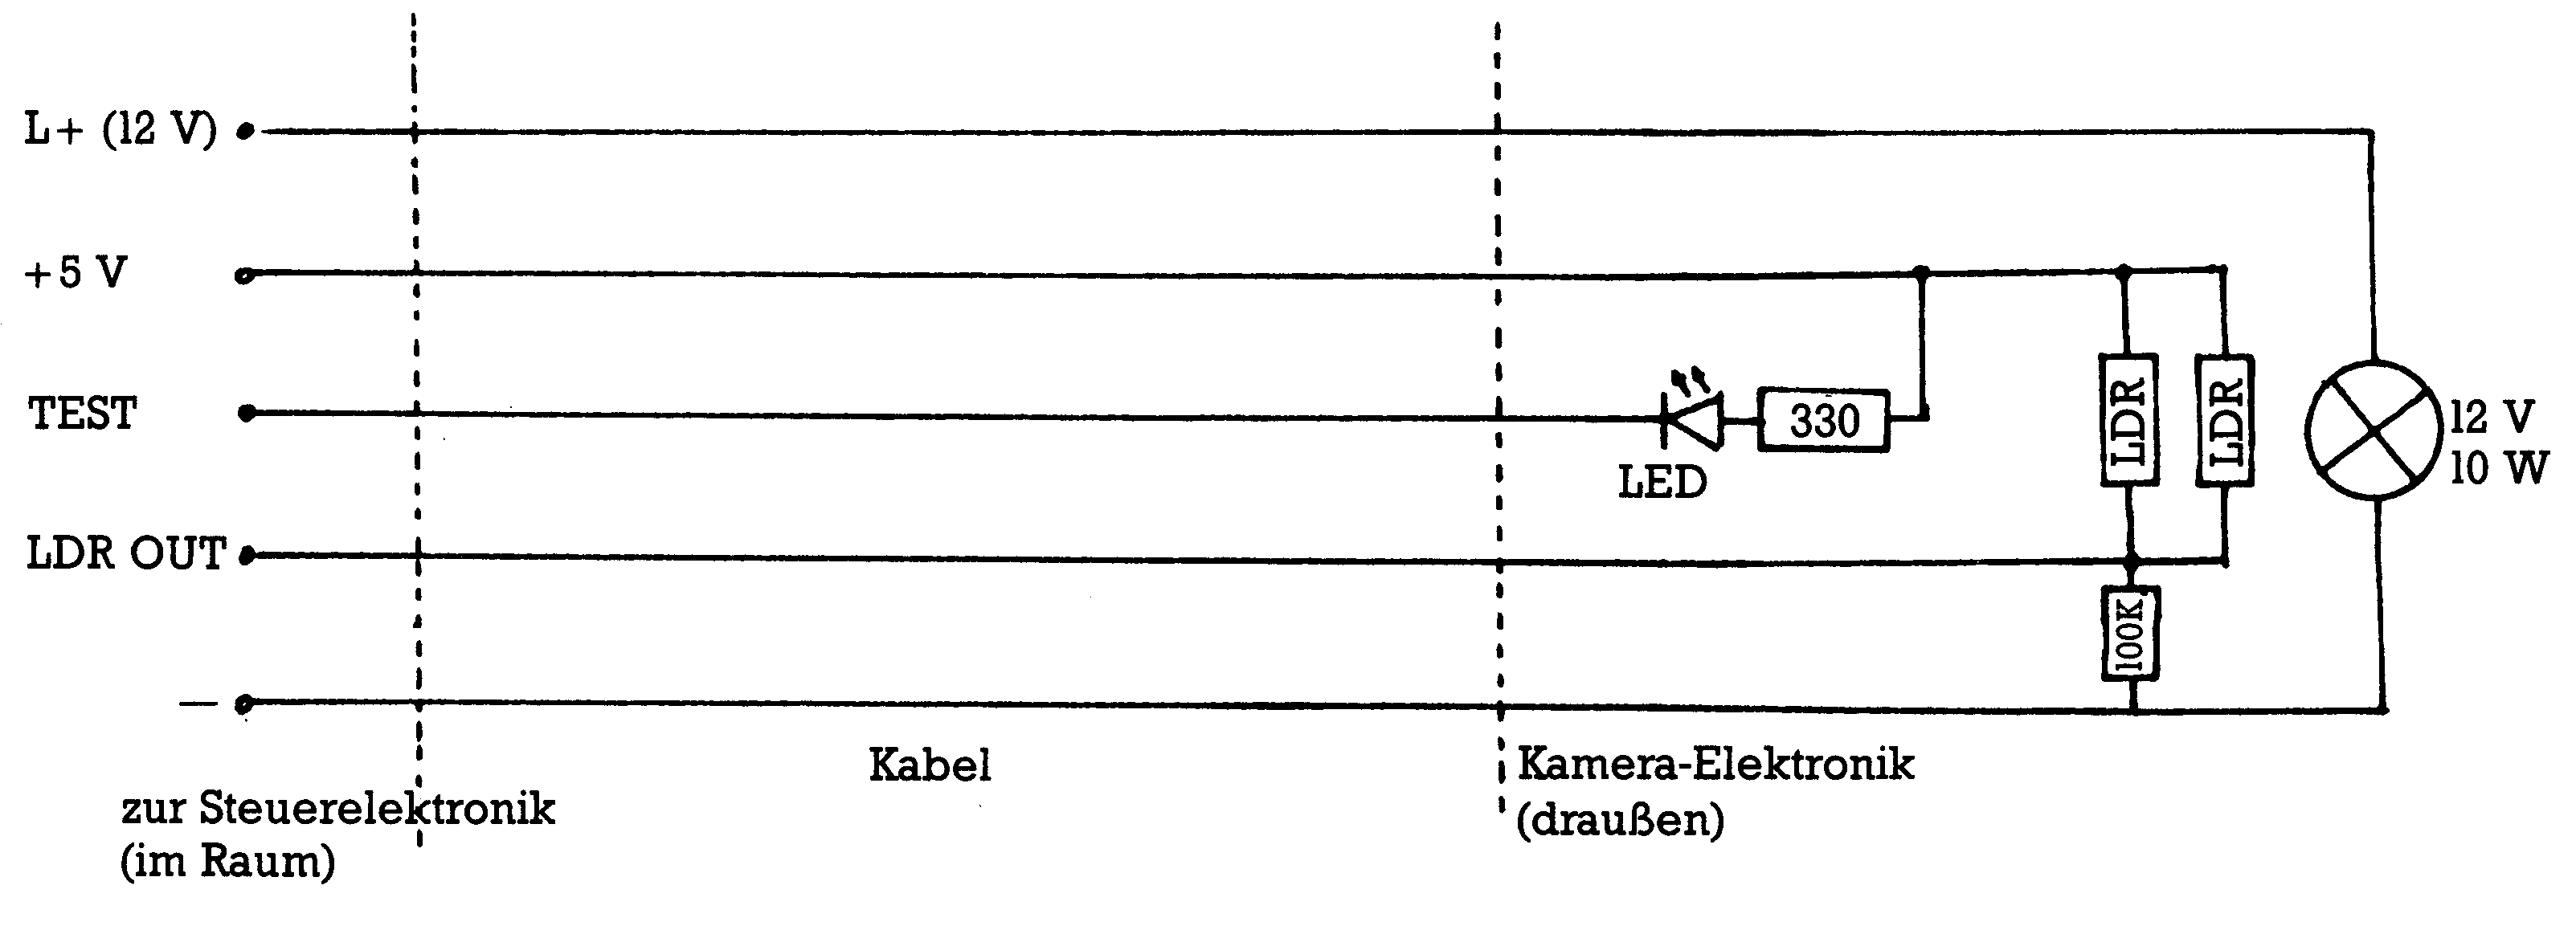 L+ (12 V)
+5 V
TEST
LDR OUT
—
330
LED
LDR
LDR
100K
12 V
10 W
Kabel
zur Steuerelektronik
(im Raum)
Kamera-Elektronik
(draußen)